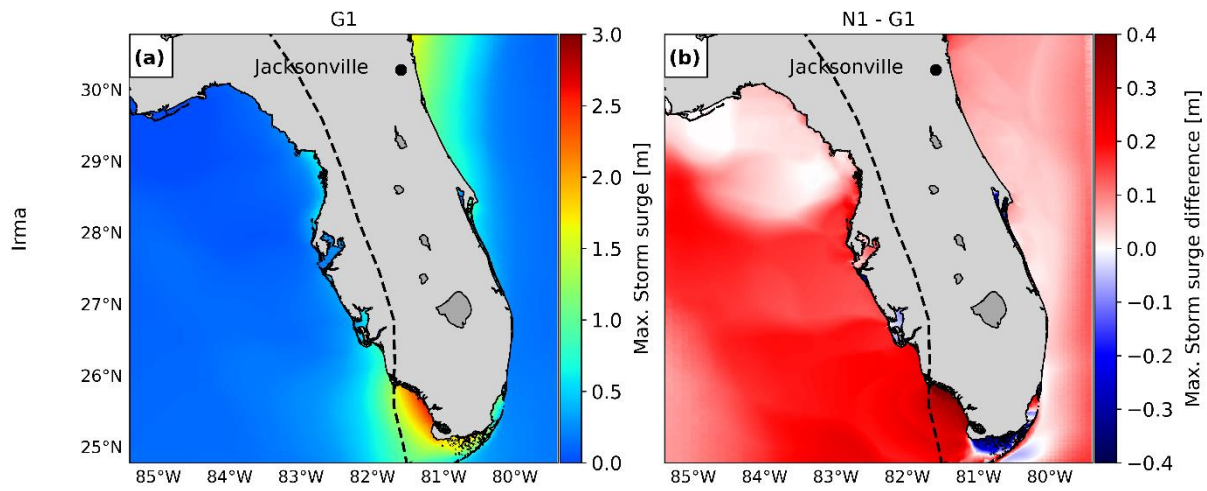 G1
N1 - G1
Irma
(a)
Jacksonville
30°N
29°N
28°N
27°N
26°N
25°N
85°W 84°W 83°W 82°W 81°W 80°W
3.0
2.5
2.0
1.5
1.0
0.5
0.0
Max. Storm surge [m]
(b)
Jacksonville
85°W 84°W 83°W 82°W 81°W 80°W
0.4
0.3
0.2
0.1
0.0
−0.1
−0.2
−0.3
−0.4
Max. Storm surge difference [m]